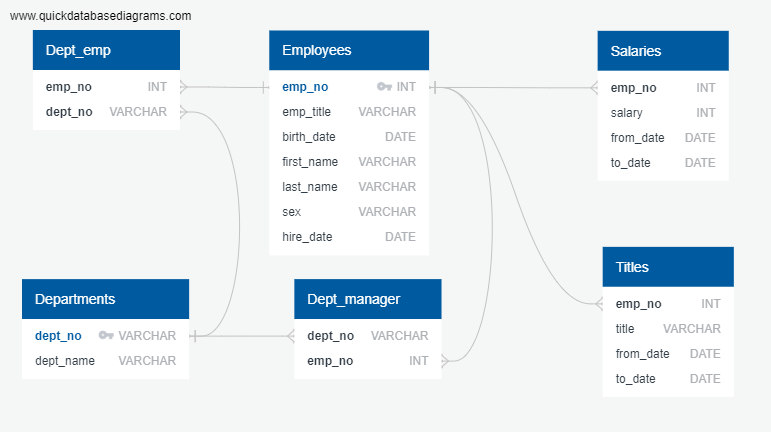 www.quickdatabasediagrams.com
Dept_emp
emp_no INT
dept_no VARCHAR
Employees
emp_no INT
emp_title VARCHAR
birth_date DATE
first_name VARCHAR
last_name VARCHAR
sex VARCHAR
hire_date DATE
Salaries
emp_no INT
salary INT
from_date DATE
to_date DATE
Departments
dept_no VARCHAR
dept_name VARCHAR
Dept_manager
dept_no VARCHAR
emp_no INT
Titles
emp_no INT
title VARCHAR
from_date DATE
to_date DATE